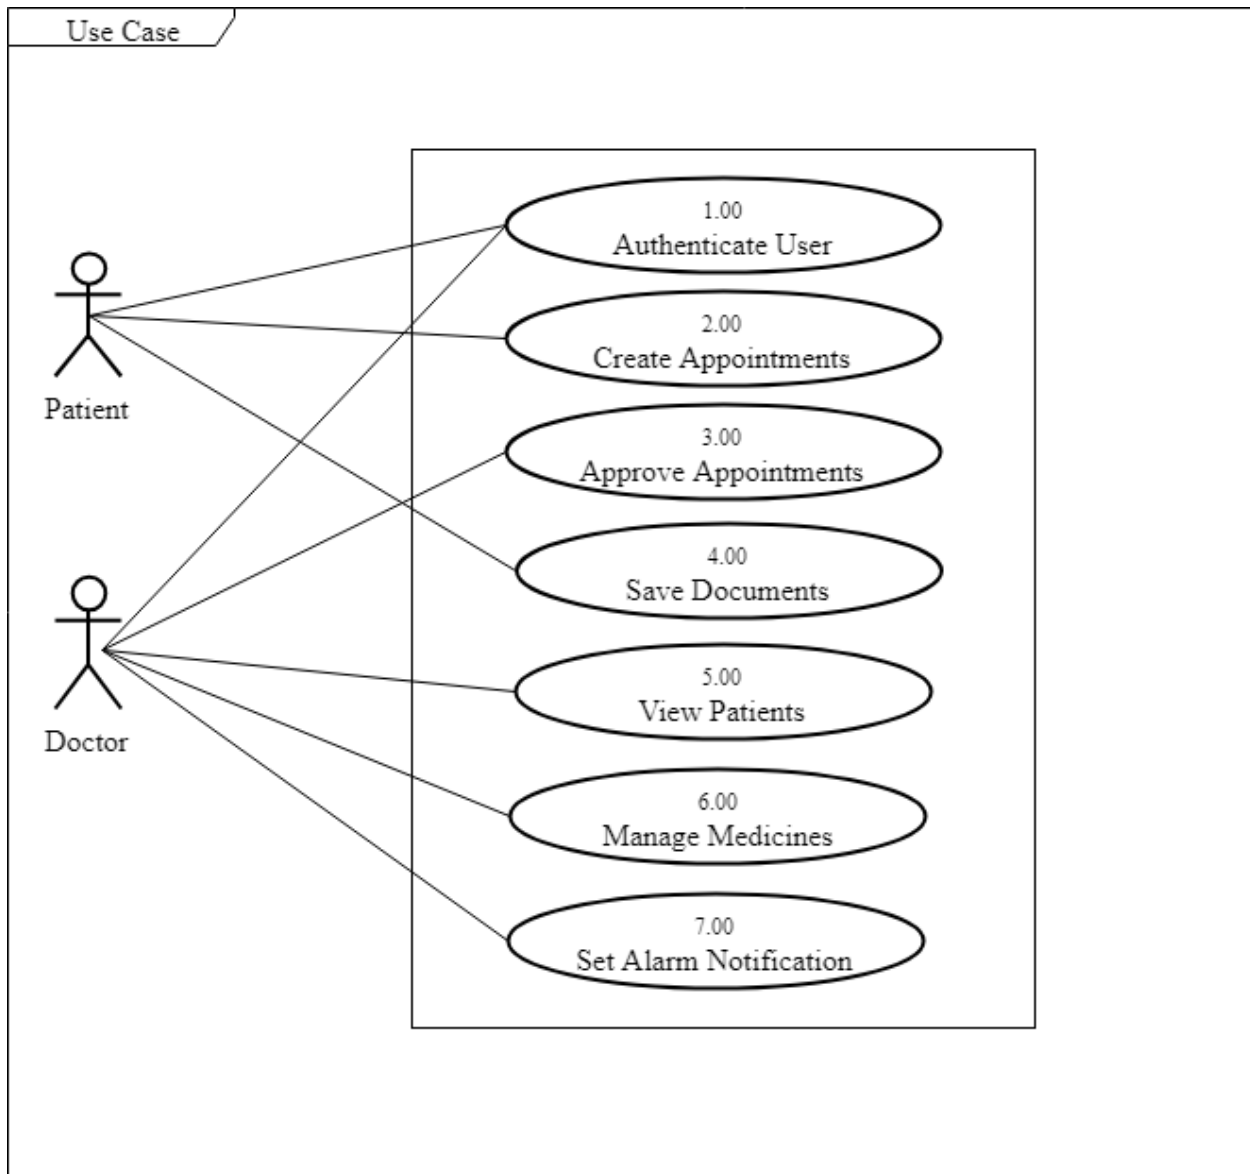 Use Case
1.00
Authenticate User
2.00
Create Appointments
Patient
3.00
Approve Appointments
4.00
Save Documents
5.00
View Patients
Doctor
6.00
Manage Medicines
7.00
Set Alarm Notification